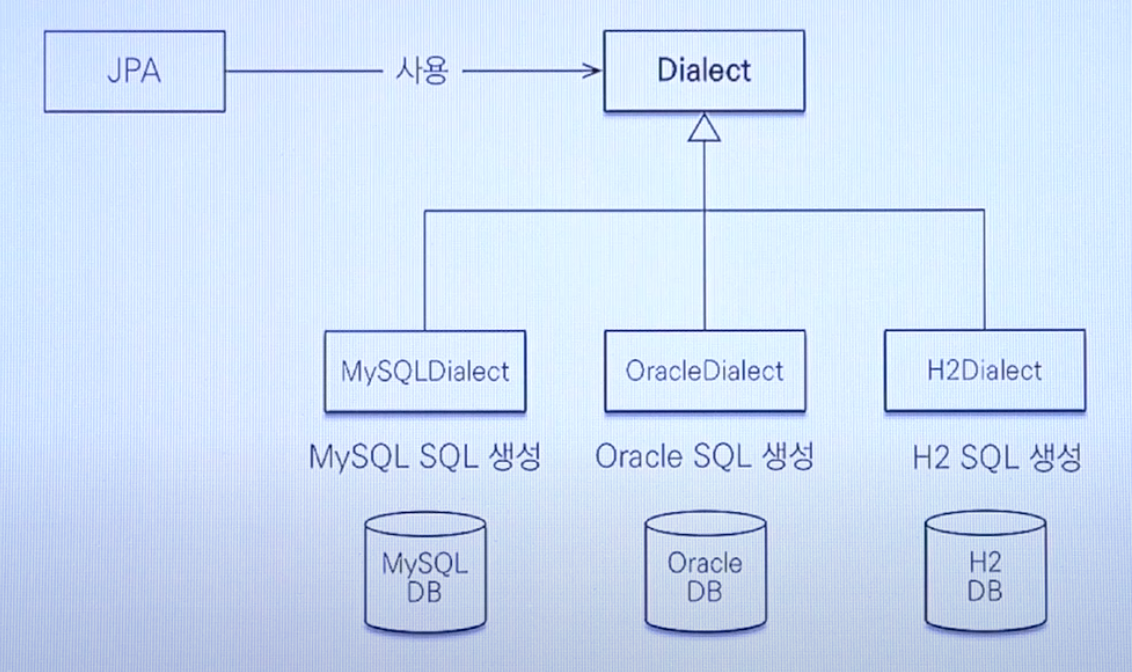 JPA
사용
Dialect
MySQLDialect
OracleDialect
H2Dialect
MySQL SQL 생성
Oracle SQL 생성
H2 SQL 생성
MySQL
DB
Oracle
DB
H2
DB